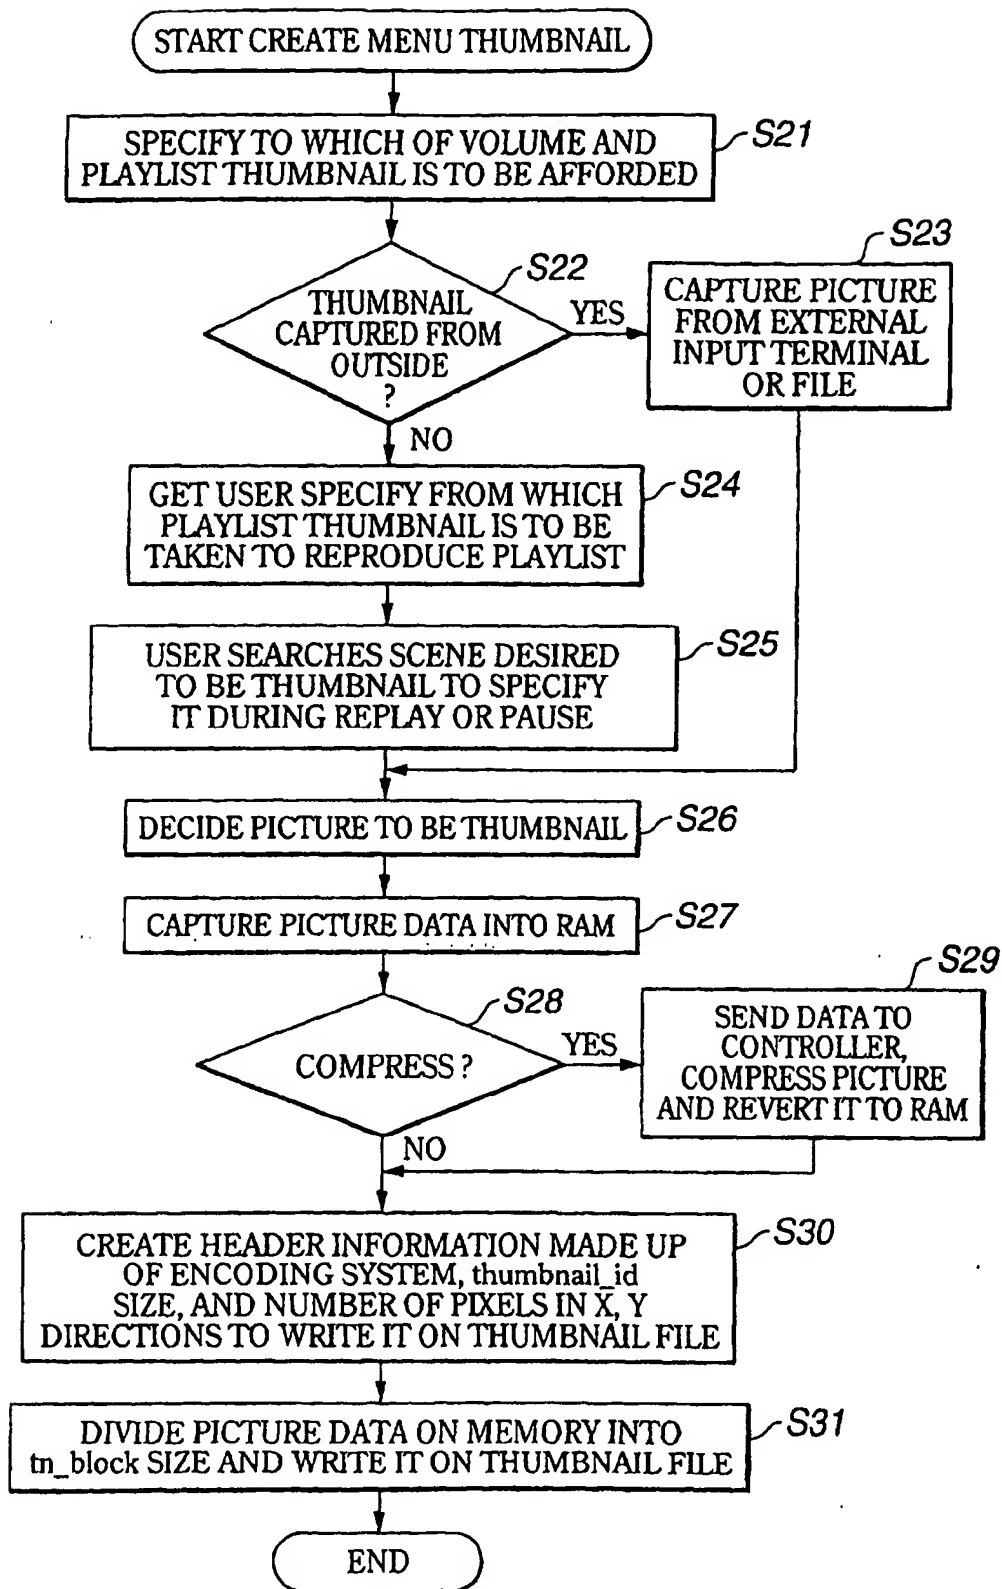 START CREATE MENU THUMBNAIL
S21
SPECIFY TO WHICH OF VOLUME AND
PLAYLIST THUMBNAIL IS TO BE AFFORDED
S22
THUMBNAIL
CAPTURED FROM
OUTSIDE
?
YES
S23
CAPTURE PICTURE
FROM EXTERNAL
INPUT TERMINAL
OR FILE
NO
S24
GET USER SPECIFY FROM WHICH
PLAYLIST THUMBNAIL IS TO BE
TAKEN TO REPRODUCE PLAYLIST
S25
USER SEARCHES SCENE DESIRED
TO BE THUMBNAIL TO SPECIFY
IT DURING REPLAY OR PAUSE
DECIDE PICTURE TO BE THUMBNAIL
S26
CAPTURE PICTURE DATA INTO RAM
S27
S28
COMPRESS ?
YES
S29
SEND DATA TO
CONTROLLER,
COMPRESS PICTURE
AND REVERT IT TO RAM
NO
S30
CREATE HEADER INFORMATION MADE UP
OF ENCODING SYSTEM, thumbnail_id
SIZE, AND NUMBER OF PIXELS IN X, Y
DIRECTIONS TO WRITE IT ON THUMBNAIL FILE
S31
DIVIDE PICTURE DATA ON MEMORY INTO
tn_block SIZE AND WRITE IT ON THUMBNAIL FILE
END